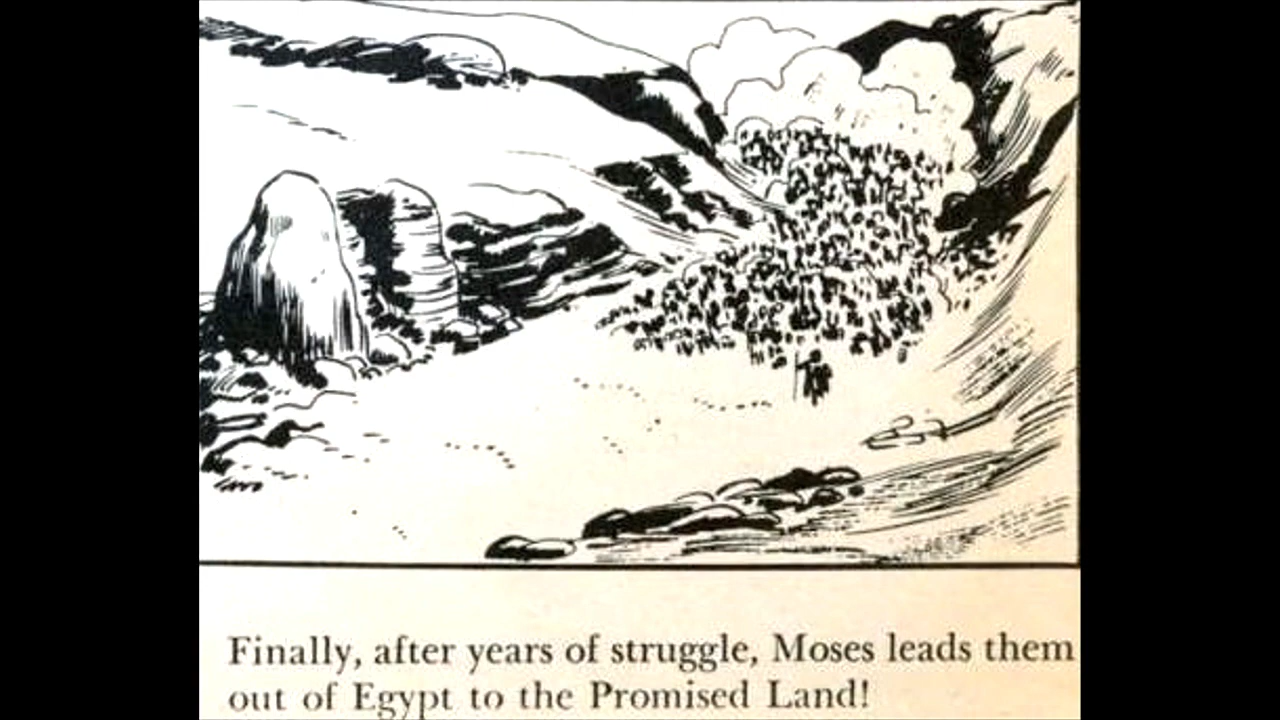 Finally, after years of struggle, Moses leads them
out of Egypt to the Promised Land!